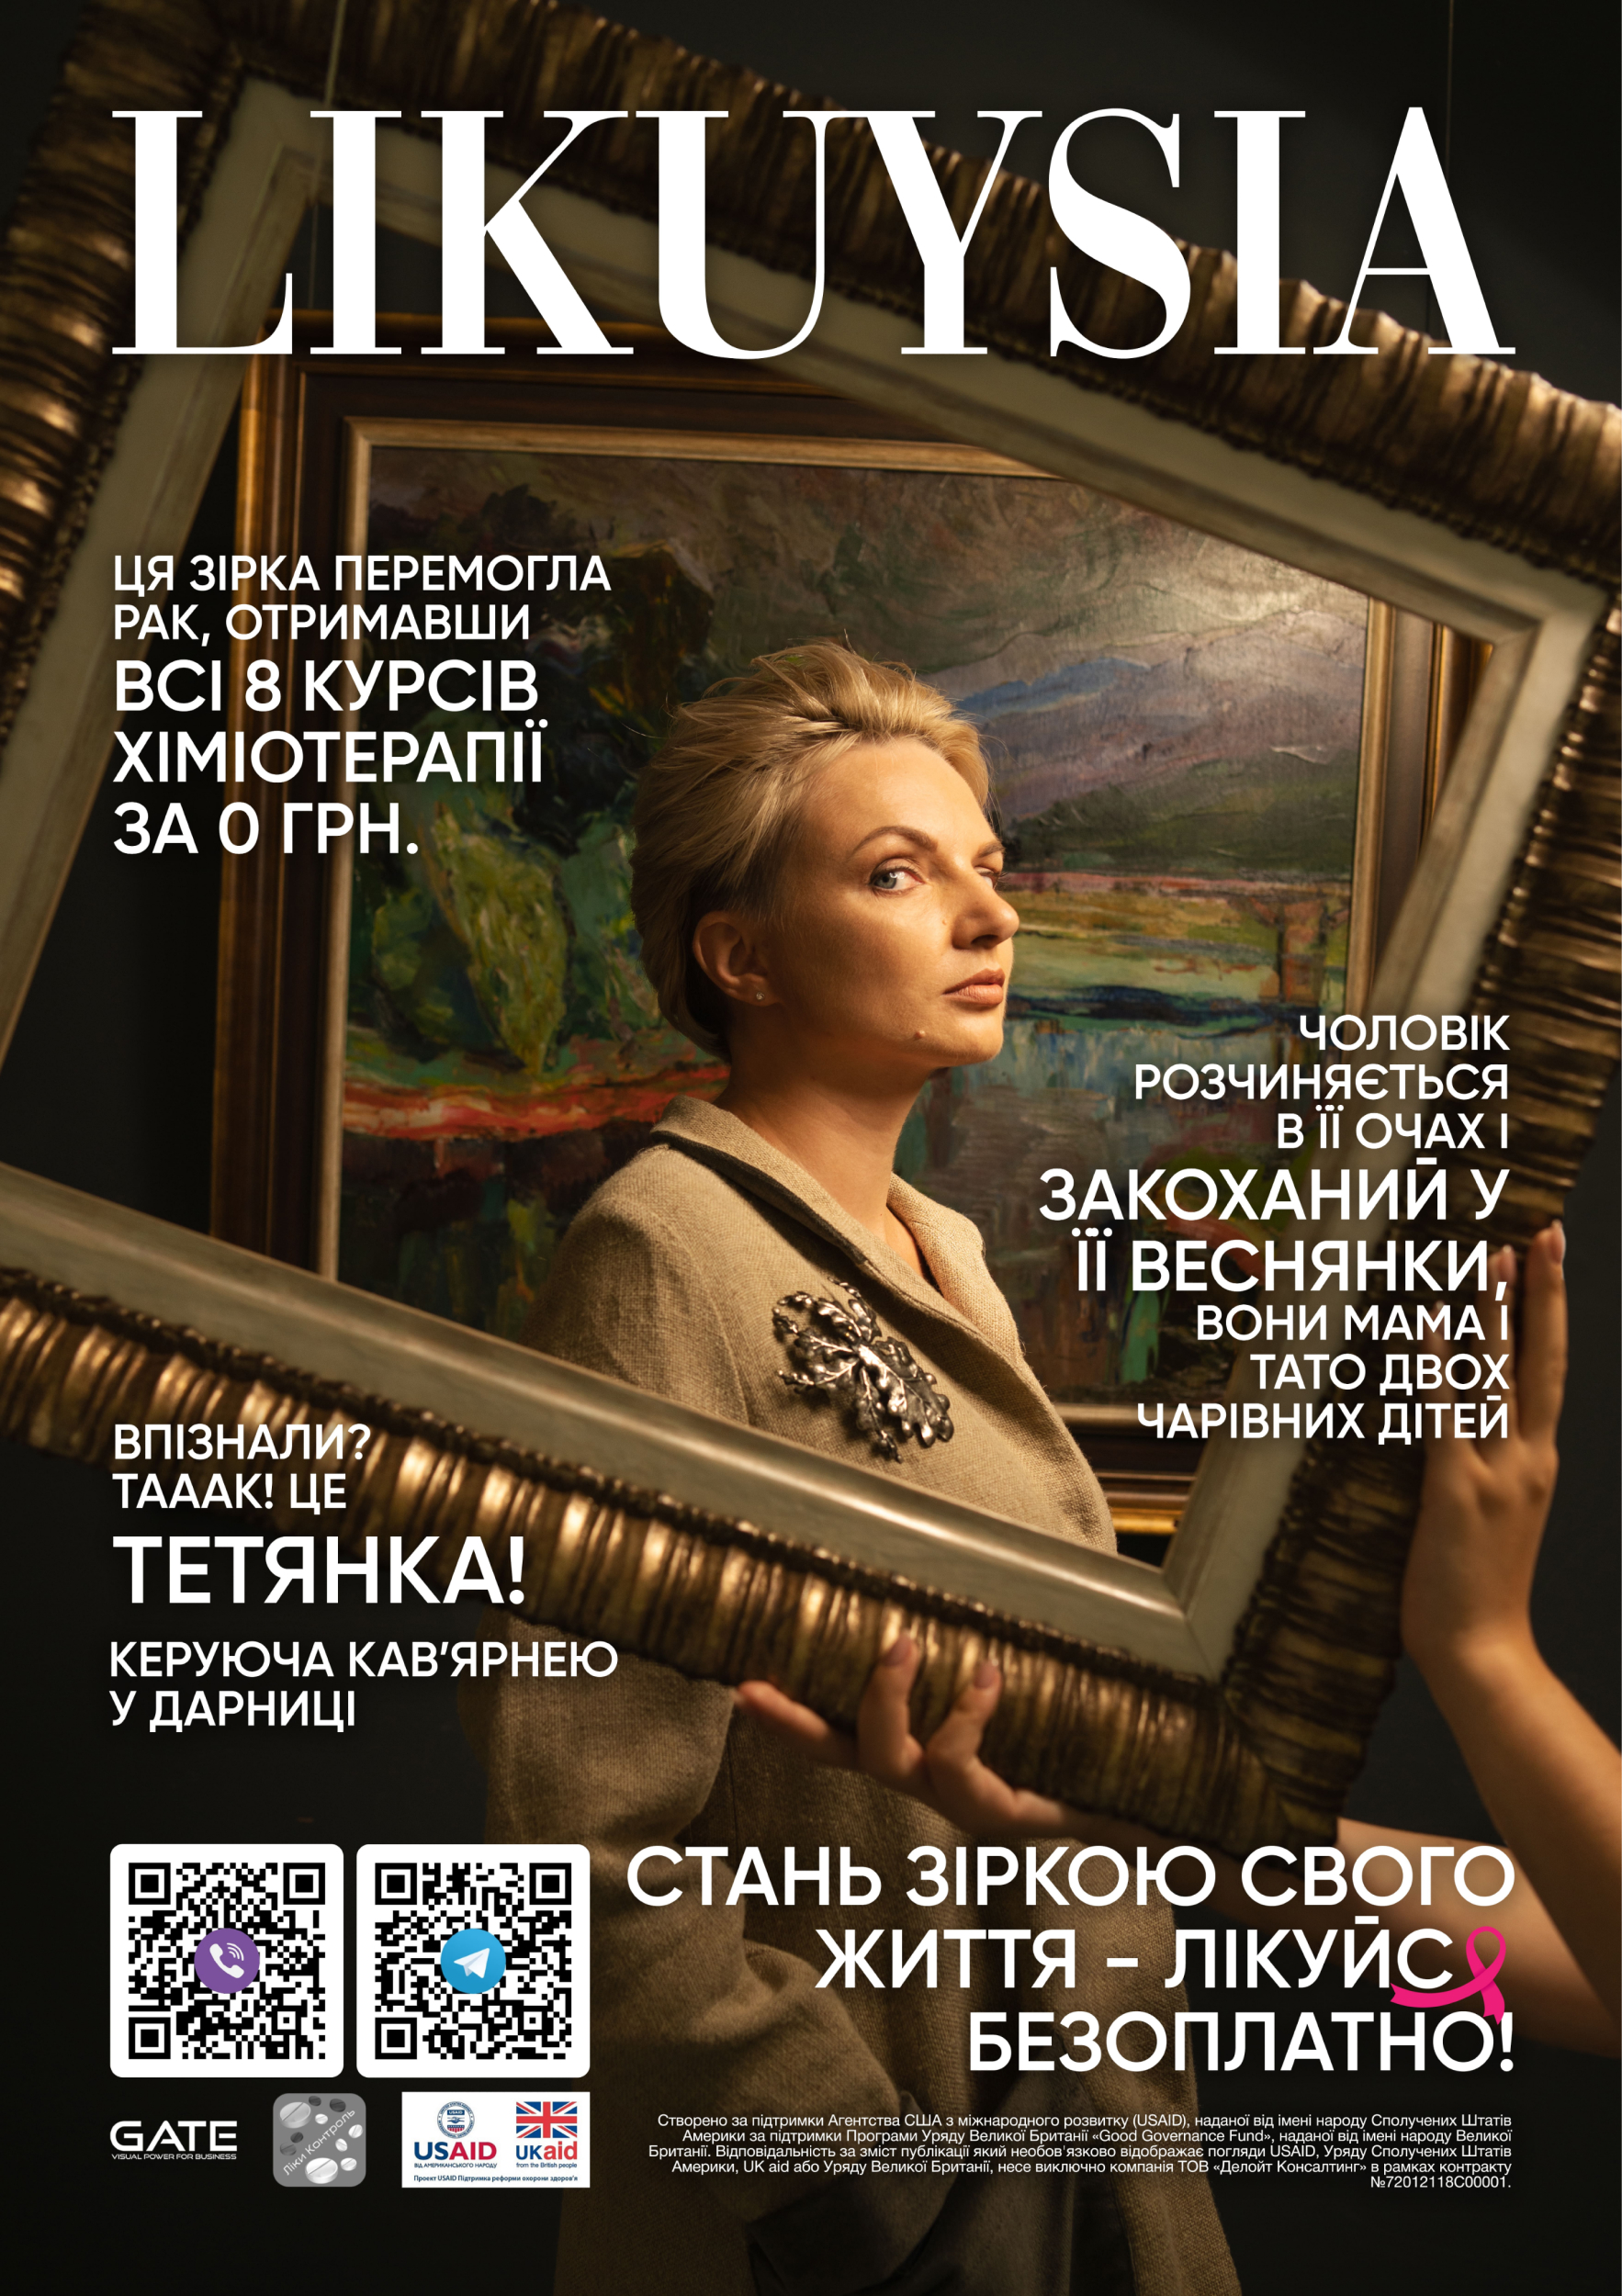 LIKUYSIA
ЦЯ ЗІРКА ПЕРЕМОГЛА
РАК, ОТРИМАВШИ
ВСІ 8 КУРСІВ
ХІМІОТЕРАПІЇ
ЗА 0 ГРН.
ЧОЛОВІК
РОЗЧИНЯЄТЬСЯ
В ЇЇ ОЧАХ І
ЗАКОХАНИЙ У
ЇЇ ВЕСНЯНКИ,
ВОНИ МАМА І
ТАТО ДВОХ
ЧАРІВНИХ ДІТЕЙ
ВПІЗНАЛИ?
ТАААК! ЦЕ
ТЕТЯНКА!
КЕРУЮЧА КАВ’ЯРНЕЮ
У ДАРНИЦІ
СТАНЬ ЗІРКОЮ СВОГО
ЖИТТЯ - ЛІКУЙС
БЕЗОПЛАТНО!
GATE
VISUAL POWER FOR BUSINESS
Ліки Контроль
USAID
ВІД АМЕРИКАНСЬКОГО НАРОДУ
UKaid
from the British people
Проєкт USAID Підтримка реформи охорони здоров'я
Створено за підтримки Агентства США з міжнародного розвитку (USAID), наданої від імені народу Сполучених Штатів
Америки за підтримки Програми Уряду Великої Британії «Good Governance Fund», наданої від імені народу Великої
Британії. Відповідальність за зміст публікації який необов'язково відображає погляди USAID, Уряду Сполучених Штатів
Америки, UK aid або Уряду Великої Британії, несе виключно компанія ТОВ «Делойт Консалтинг» в рамках контракту
№72012118C00001.